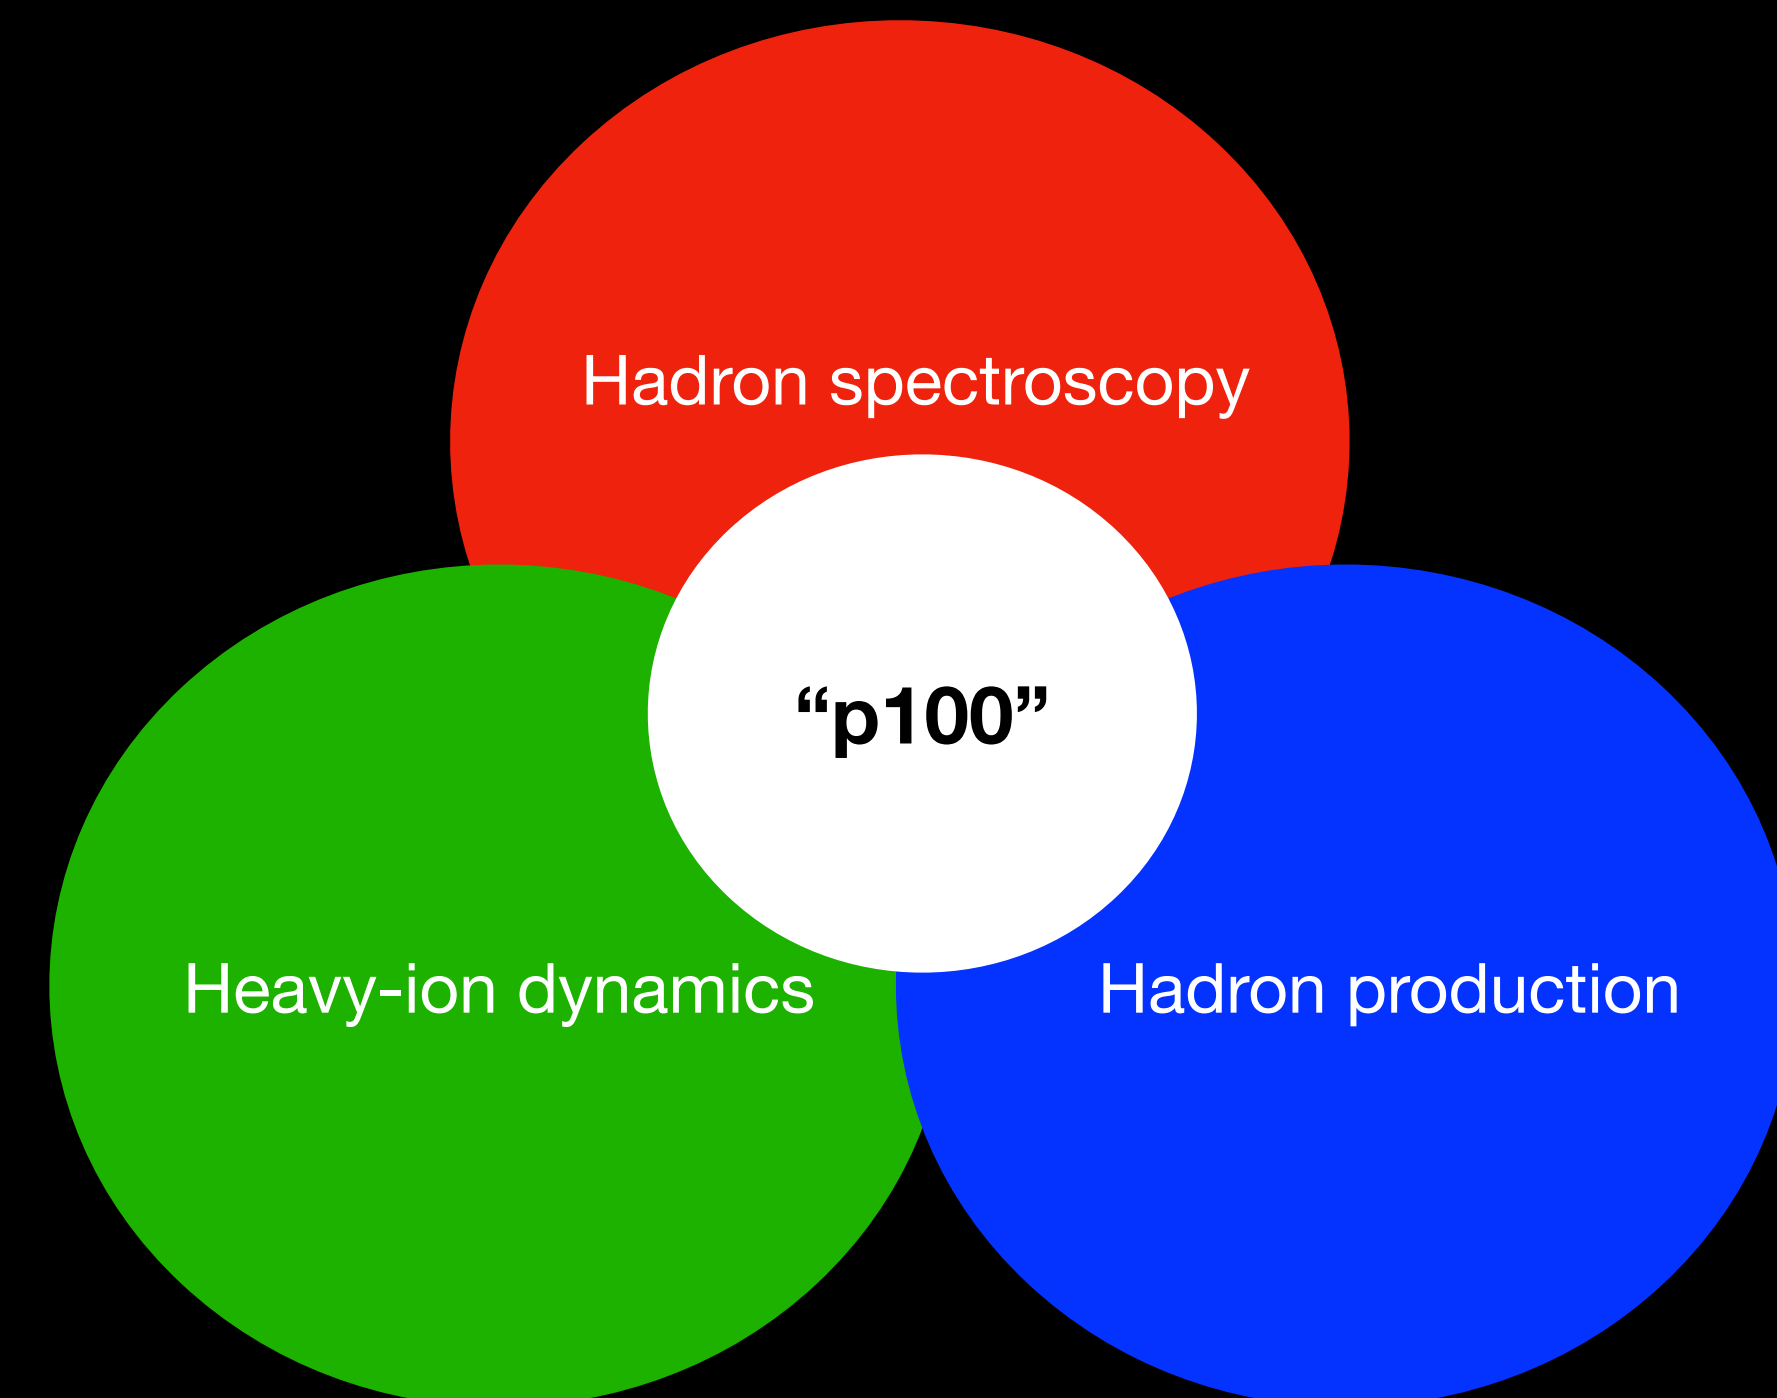 Hadron spectroscopy
“p100”
Heavy-ion dynamics
Hadron production